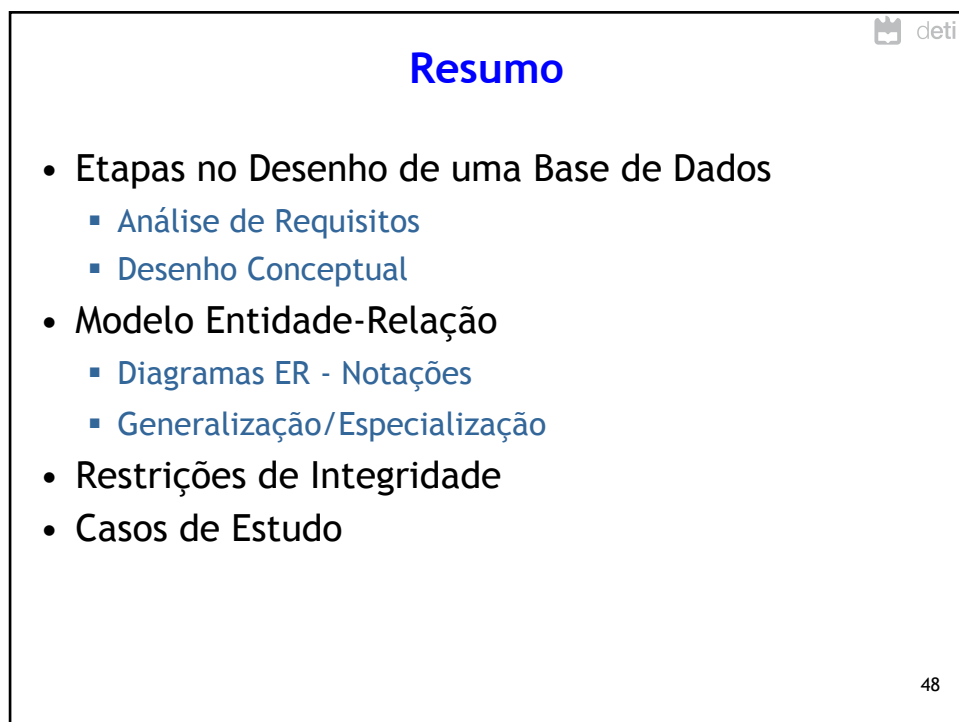 deti
Resumo
• Etapas no Desenho de uma Base de Dados
▪ Análise de Requisitos
▪ Desenho Conceptual
• Modelo Entidade-Relação
▪ Diagramas ER - Notações
▪ Generalização/Especialização
• Restrições de Integridade
• Casos de Estudo
48